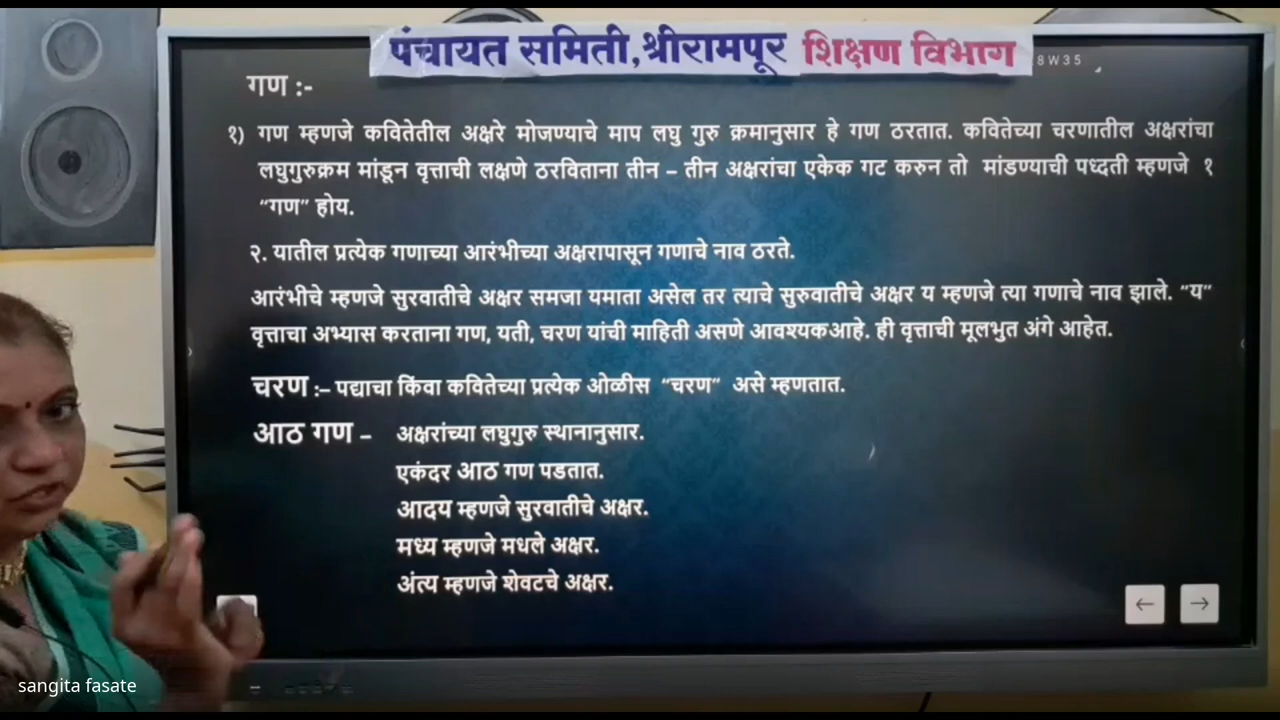 पंचायत समिती,श्रीरामपूर शिक्षण विभाग
8W35
गण :-
१) गण म्हणजे कवितेतील अक्षरे मोजण्याचे माप लघु गुरु क्रमानुसार हे गण ठरतात. कवितेच्या चरणातील अक्षरांचा
लघुगुरुक्रम मांडून वृत्ताची लक्षणे ठरविताना तीन – तीन अक्षरांचा एकेक गट करुन तो मांडण्याची पध्दती म्हणजे १
“गण” होय.
२. यातील प्रत्येक गणाच्या आरंभीच्या अक्षरापासून गणाचे नाव ठरते.
आरंभीचे म्हणजे सुरवातीचे अक्षर समजा यमाता असेल तर त्याचे सुरुवातीचे अक्षर य म्हणजे त्या गणाचे नाव झाले. “य”
वृत्ताचा अभ्यास करताना गण, यती, चरण यांची माहिती असणे आवश्यकआहे. ही वृत्ताची मूलभुत अंगे आहेत.
चरण :– पद्याचा किंवा कवितेच्या प्रत्येक ओळीस “चरण” असे म्हणतात.
आठ गण – अक्षरांच्या लघुगुरु स्थानानुसार.
एकंदर आठ गण पडतात.
आदय म्हणजे सुरवातीचे अक्षर.
मध्य म्हणजे मधले अक्षर.
अंत्य म्हणजे शेवटचे अक्षर.
sangita fasate